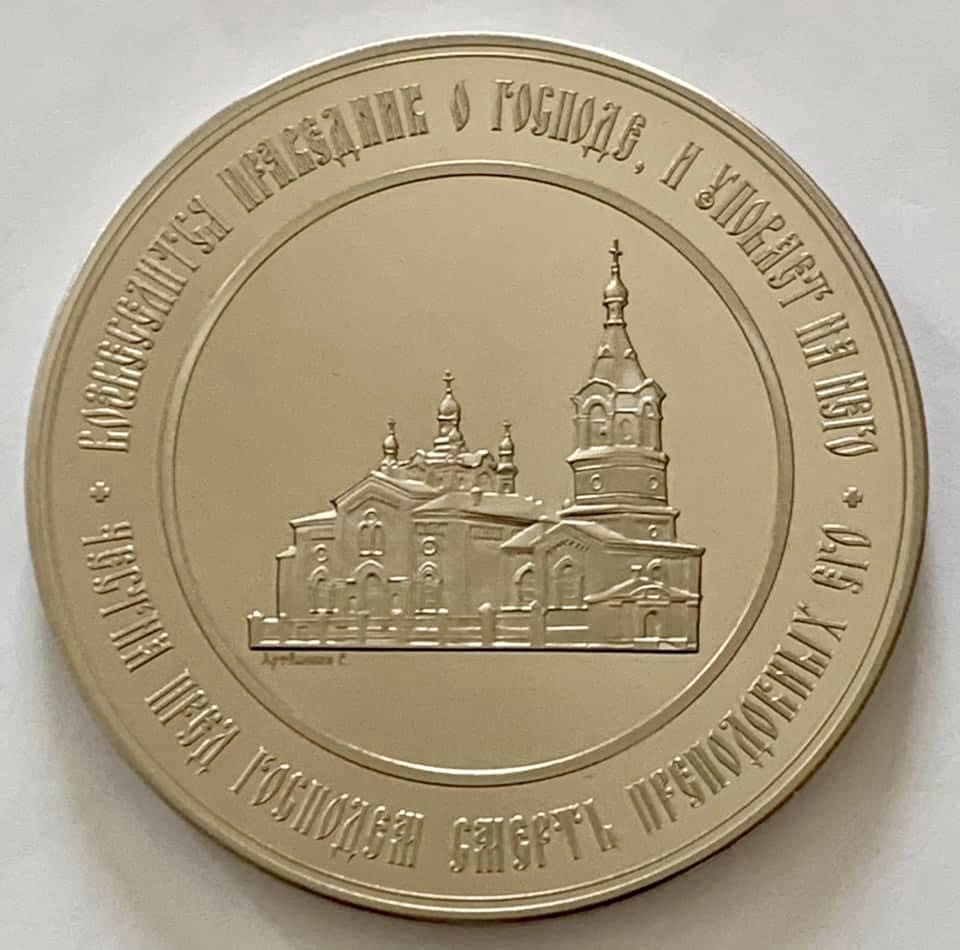 ВОЗВЕСЕЛИТСЯ ПРАВЕДНИК О ГОСПОДЕ, И УПОВАЕТ НА НЕГО
ЧЕСТНА ПРЕД ГОСПОДЕМ СМЕРТЬ ПРЕПОДОБНЫХ ЕГО